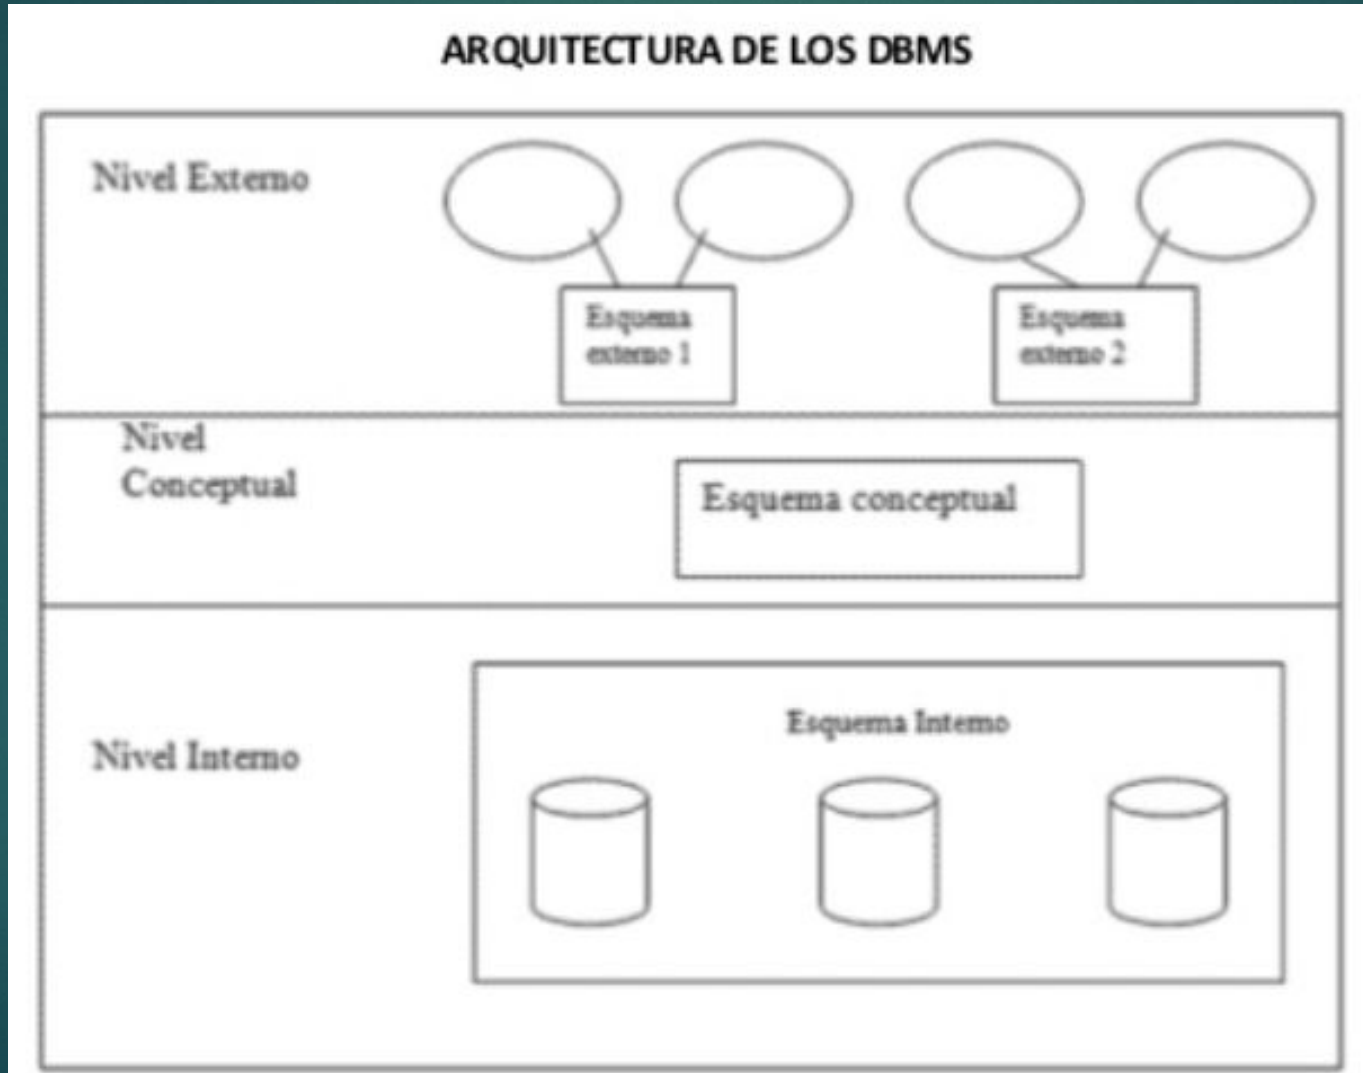 ARQUITECTURA DE LOS DBMS
Nivel Externo
Esquema
externo 1
Esquema
externo 2
Nivel
Conceptual
Esquema conceptual
Esquema Interno
Nivel Interno